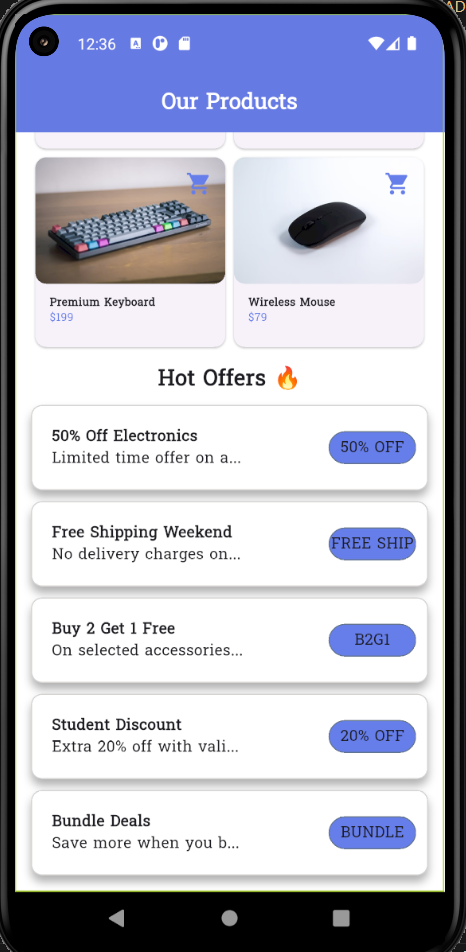 AD
12:36
Our Products
Premium Keyboard
$199
Wireless Mouse
$79
Hot Offers 🔥
50% Off Electronics
Limited time offer on a...
50% OFF
Free Shipping Weekend
No delivery charges on...
FREE SHIP
Buy 2 Get 1 Free
On selected accessories...
B2G1
Student Discount
Extra 20% off with vali...
20% OFF
Bundle Deals
Save more when you b...
BUNDLE